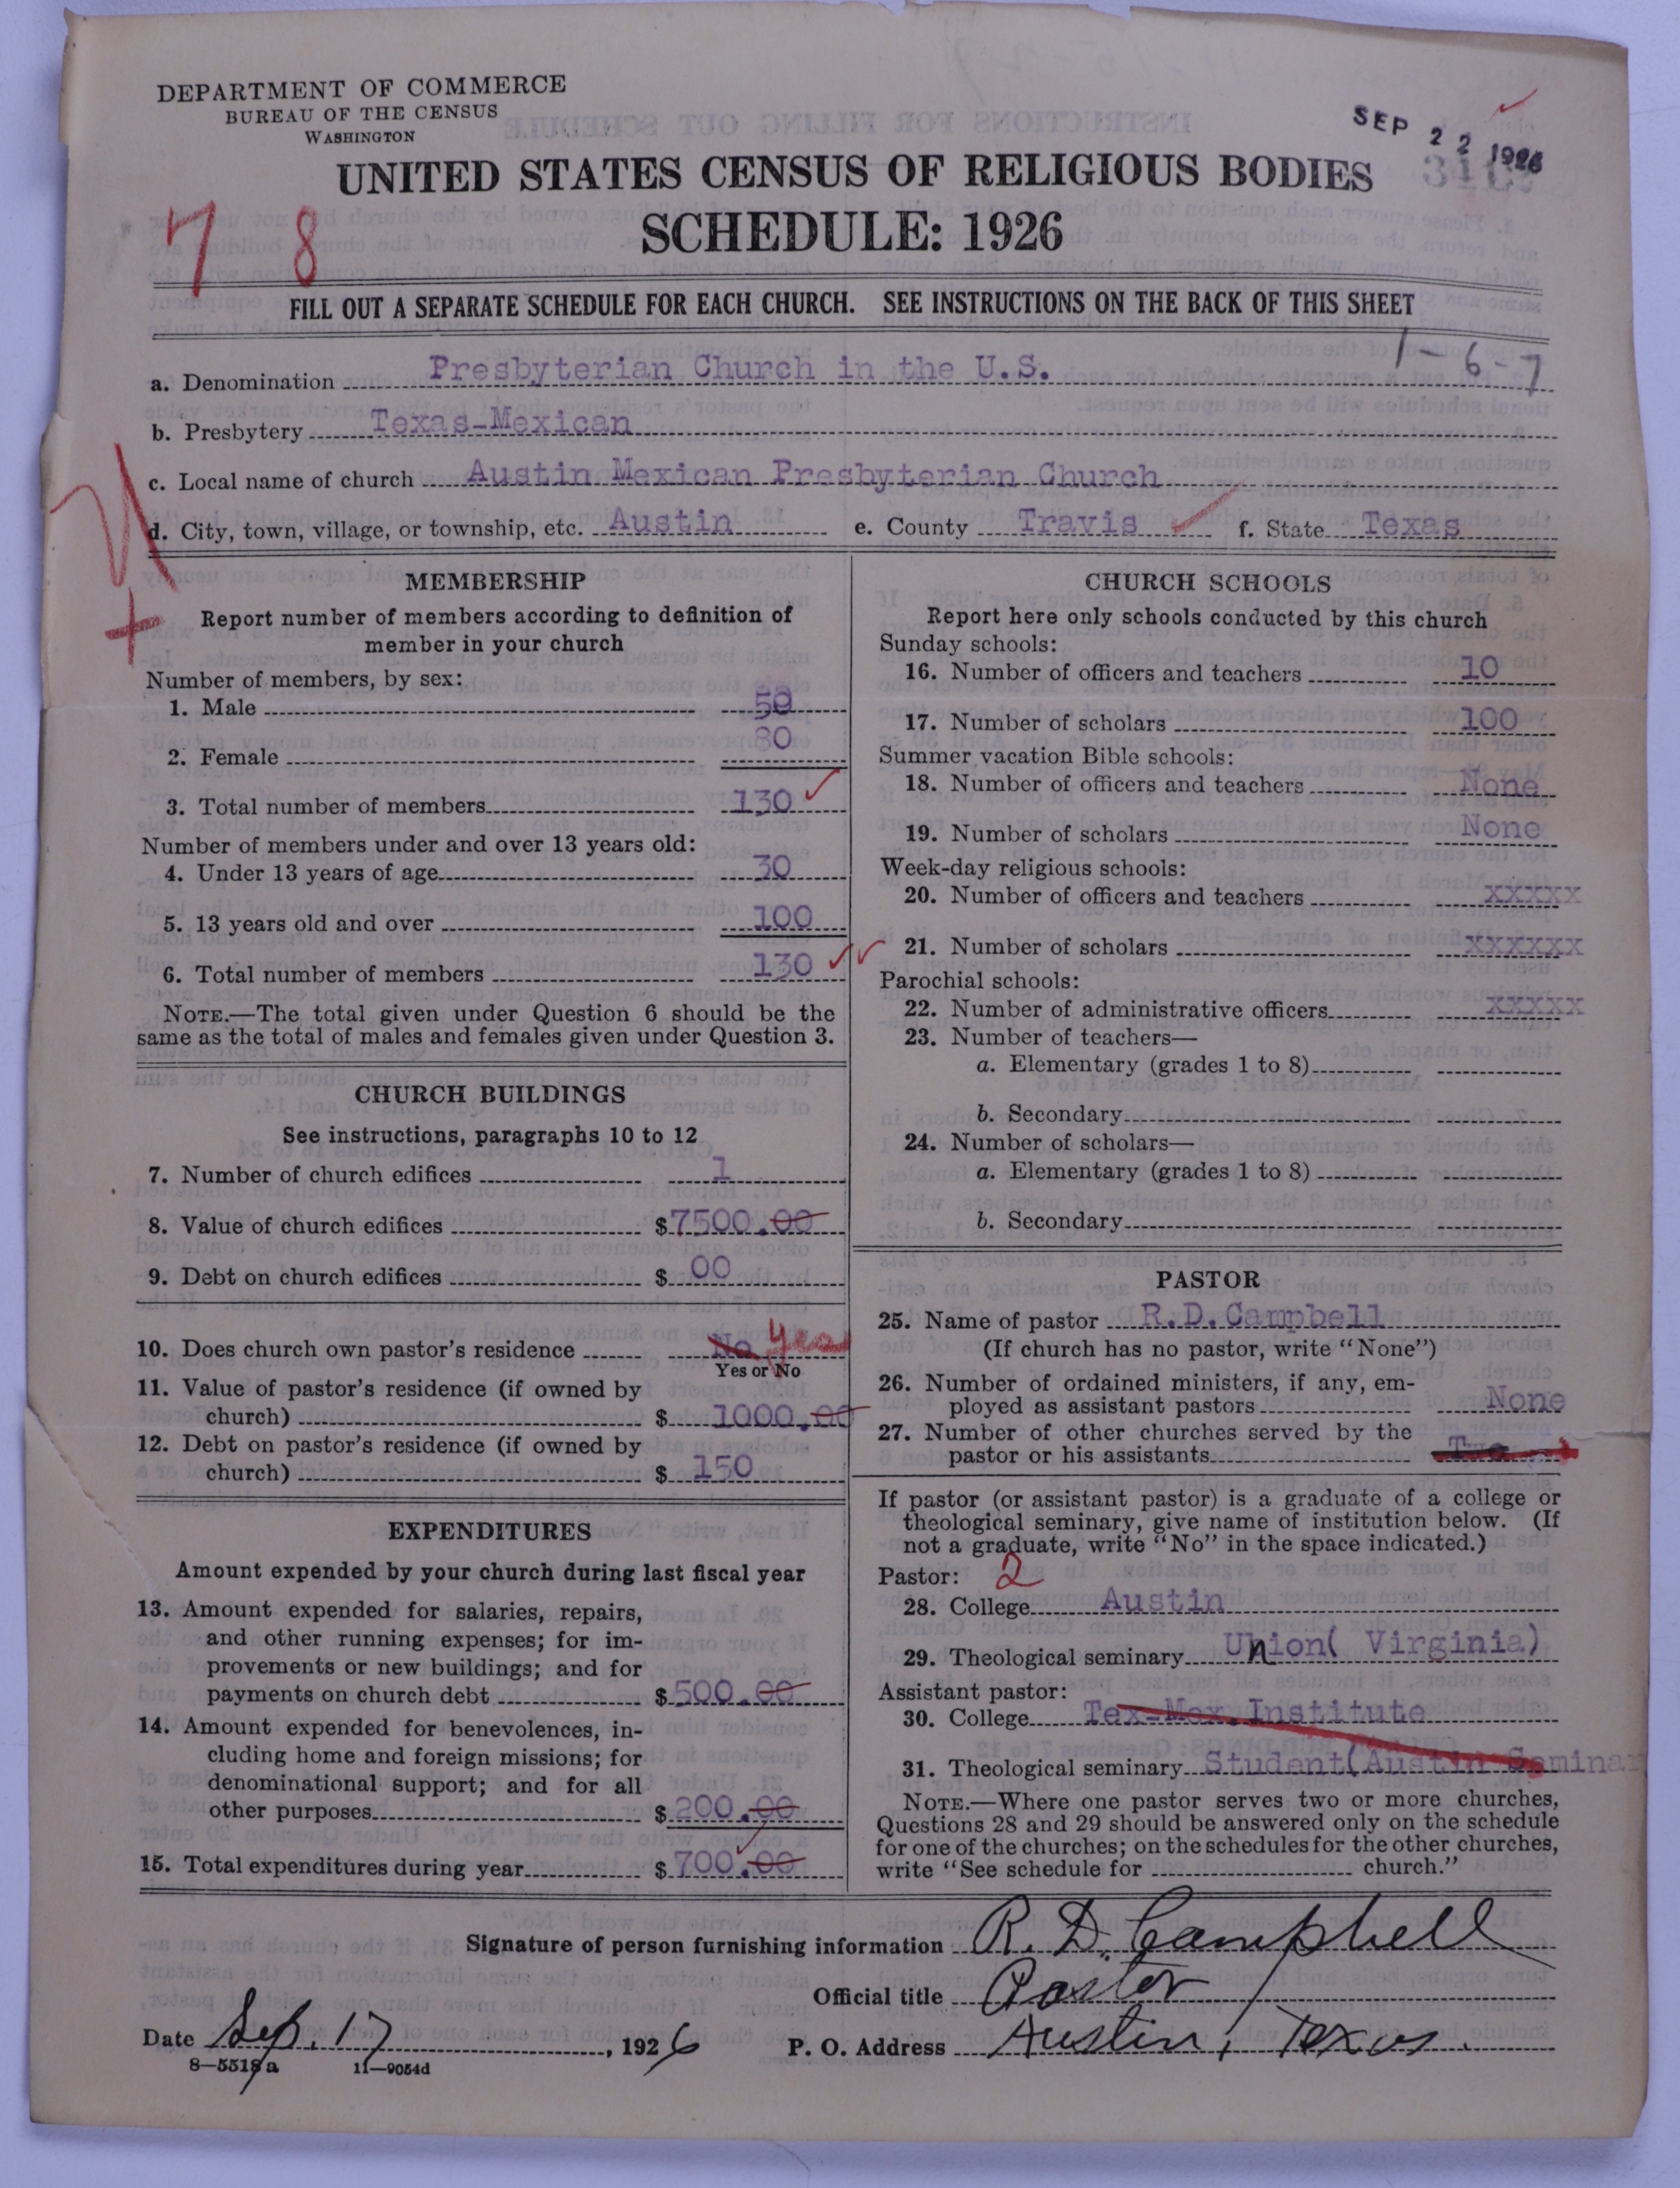 DEPARTMENT OF COMMERCE
BUREAU OF THE CENSUS
WASHINGTON
SEP 22 1926
UNITED STATES CENSUS OF RELIGIOUS BODIES
SCHEDULE: 1926
7 8
FILL OUT A SEPARATE SCHEDULE FOR EACH CHURCH. SEE INSTRUCTIONS ON THE BACK OF THIS SHEET
1-6-7
a. Denomination Presbyterian Church in the U.S.
b. Presbytery Texas-Mexican
c. Local name of church Austin Mexican Presbyterian Church
d. City, town, village, or township, etc. Austin e. County Travis f. State Texas
MEMBERSHIP
Report number of members according to definition of
member in your church
Number of members, by sex:
1. Male 50
2. Female 80
3. Total number of members 130
Number of members under and over 13 years old:
4. Under 13 years of age 30
5. 13 years old and over 100
6. Total number of members 130
NOTE.—The total given under Question 6 should be the
same as the total of males and females given under Question 3.
CHURCH BUILDINGS
See instructions, paragraphs 10 to 12
7. Number of church edifices 1
8. Value of church edifices $7500.00
9. Debt on church edifices $ 00
10. Does church own pastor's residence No Yes
Yes or No
11. Value of pastor's residence (if owned by
church) $ 1000.00
12. Debt on pastor's residence (if owned by
church) $ 150
EXPENDITURES
Amount expended by your church during last fiscal year
13. Amount expended for salaries, repairs,
and other running expenses; for im-
provements or new buildings; and for
payments on church debt $500.00
14. Amount expended for benevolences, in-
cluding home and foreign missions; for
denominational support; and for all
other purposes $200.00
15. Total expenditures during year $700.00
CHURCH SCHOOLS
Report here only schools conducted by this church
Sunday schools:
16. Number of officers and teachers 10
17. Number of scholars 100
Summer vacation Bible schools:
18. Number of officers and teachers None
19. Number of scholars None
Week-day religious schools:
20. Number of officers and teachers xxxxx
21. Number of scholars xxxxxx
Parochial schools:
22. Number of administrative officers xxxxx
23. Number of teachers—
a. Elementary (grades 1 to 8)
b. Secondary
24. Number of scholars—
a. Elementary (grades 1 to 8)
b. Secondary
PASTOR
25. Name of pastor R.D.Campbell
(If church has no pastor, write "None")
26. Number of ordained ministers, if any, em-
ployed as assistant pastors None
27. Number of other churches served by the
pastor or his assistants Two
If pastor (or assistant pastor) is a graduate of a college or
theological seminary, give name of institution below. (If
not a graduate, write "No" in the space indicated.)
Pastor: 2
28. College Austin
29. Theological seminary Union( Virginia)
Assistant pastor:
30. College Tex-Mex.Institute
31. Theological seminary Student(Austin Seminar
NOTE.—Where one pastor serves two or more churches,
Questions 28 and 29 should be answered only on the schedule
for one of the churches; on the schedules for the other churches,
write "See schedule for church."
Signature of person furnishing information R. D. Campbell
Official title Pastor
Date Sep. 17, 1926 P. O. Address Austin, Texas.
8-5518a 11-9054d